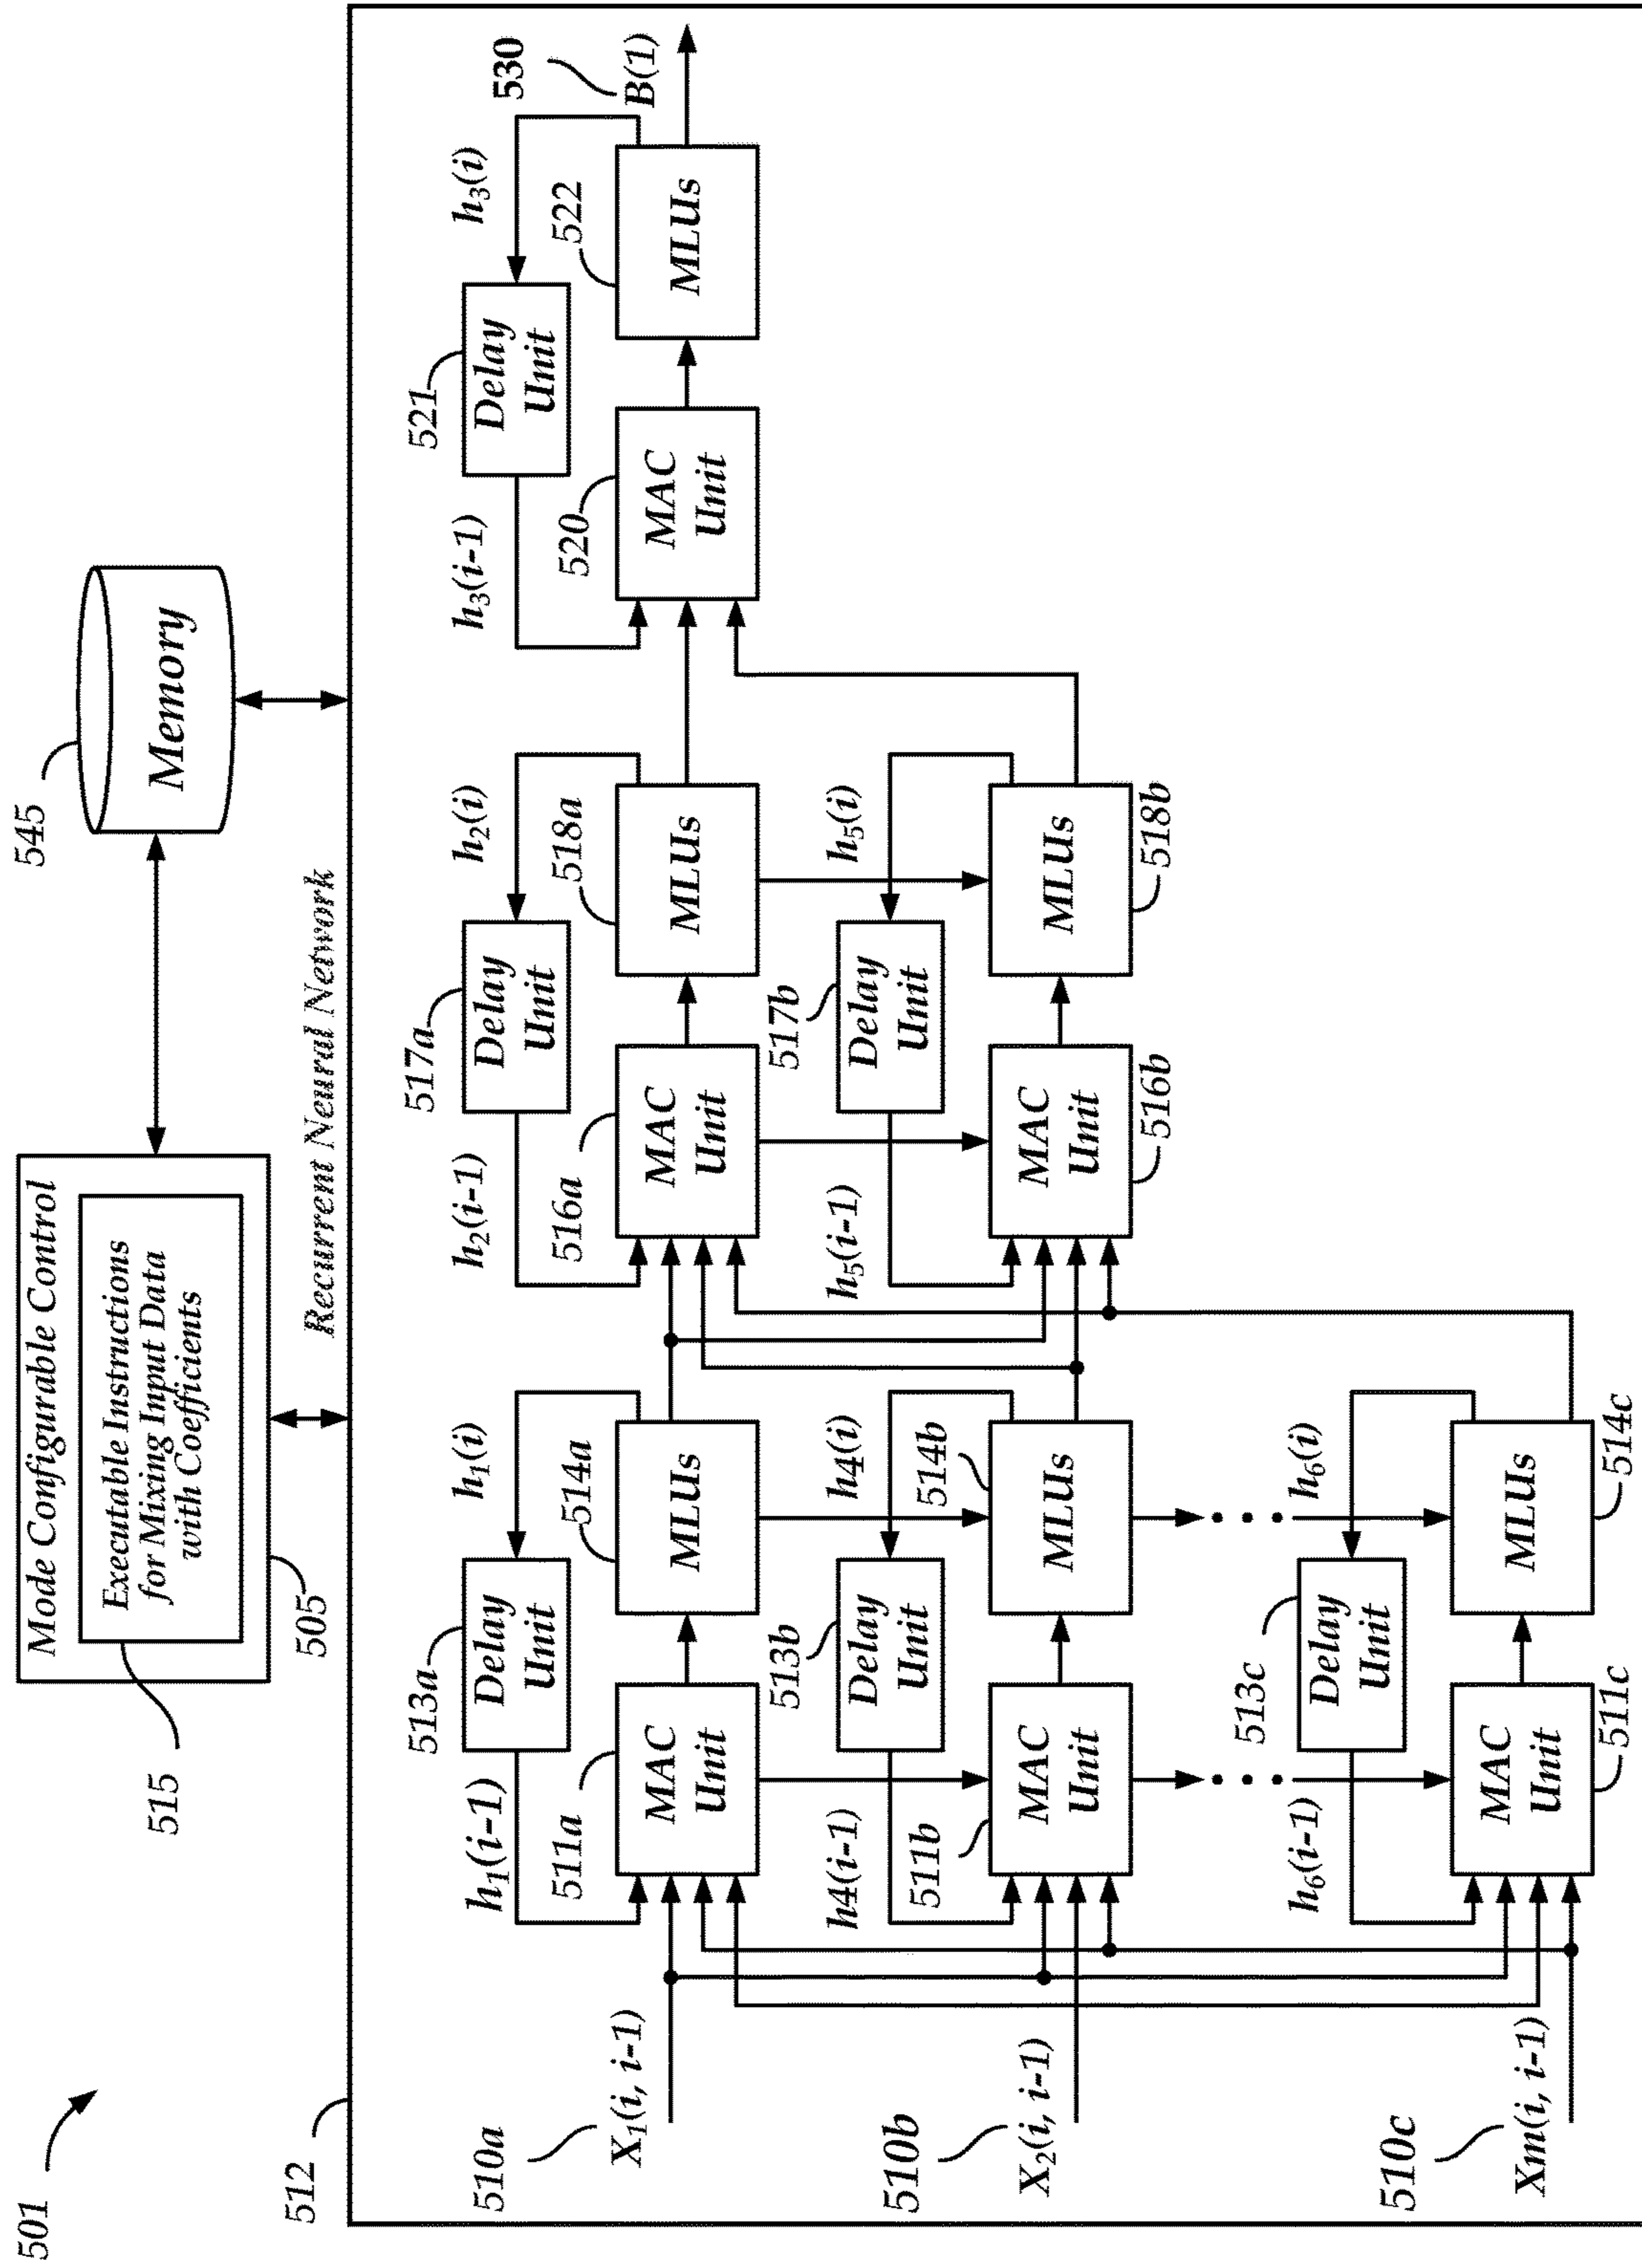 501
515
Mode Configurable Control
Executable Instructions
for Mixing Input Data
with Coefficients
505
545
Memory
512
Recurrent Neural Network
h1(i-1)
513a
Delay
Unit
h1(i)
h2(i-1)
517a
Delay
Unit
h2(i)
h3(i-1)
521
Delay
Unit
h3(i)
530
510a
X1(i, i-1)
511a
MAC
Unit
514a
MLUs
516a
MAC
Unit
518a
MLUs
520
MAC
Unit
522
MLUs
B(1)
h4(i-1)
513b
Delay
Unit
h4(i)
h5(i-1)
517b
Delay
Unit
h5(i)
510b
X2(i, i-1)
511b
MAC
Unit
514b
MLUs
516b
MAC
Unit
518b
MLUs
h6(i-1)
513c
Delay
Unit
h6(i)
510c
Xm(i, i-1)
511c
MAC
Unit
514c
MLUs